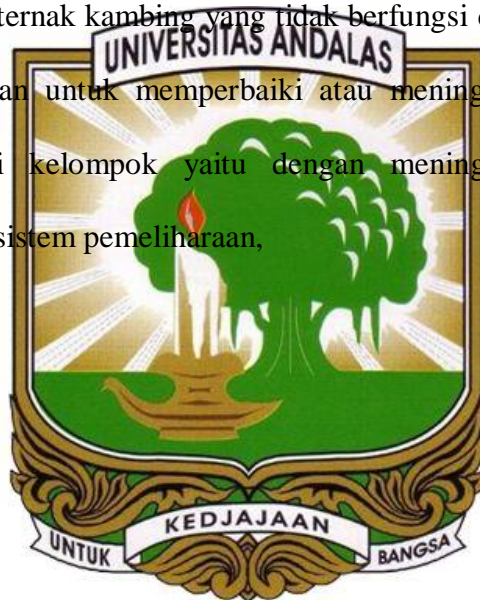 ternak kambing yang tidak berfungsi
UNIVERSITAS ANDALAS
untuk memperbaiki atau
kelompok yaitu dengan
sistem pemeliharaan,
KEDJAJAAN
UNTUK
BANGSA